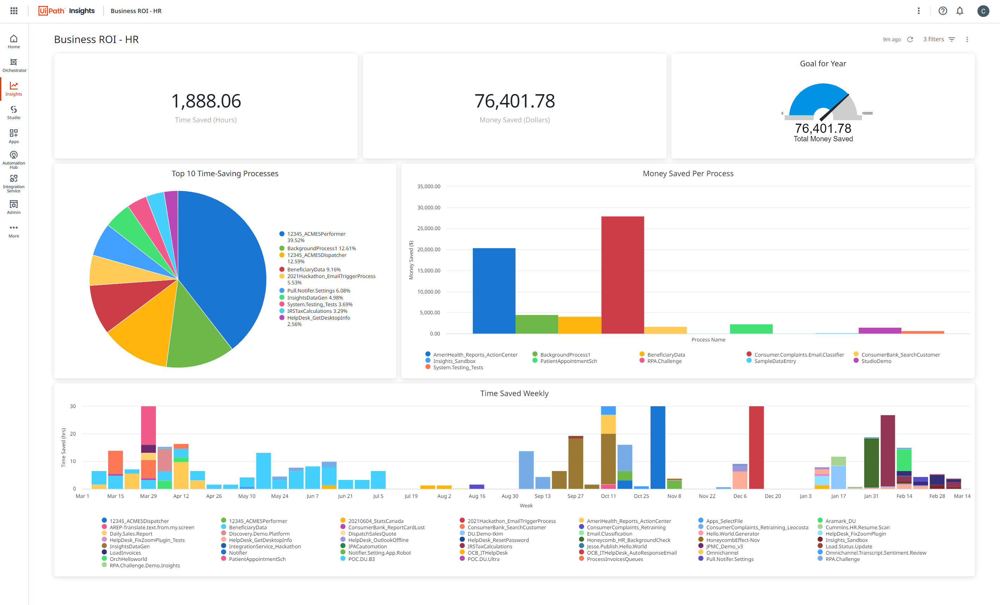 UiPath Insights
Business ROI - HR
C
Home
Orchestrator
Insights
Studio
Apps
Automation
Hub
Integration
Service
Admin
More
Business ROI - HR
9m ago
3 filters
1,888.06
Time Saved (Hours)
76,401.78
Money Saved (Dollars)
Goal for Year
0
100000
76,401.78
Total Money Saved
Top 10 Time-Saving Processes
12345_ACME5Performer
39.52%
BackgroundProcess1 12.61%
12345_ACME5Dispatcher
12.59%
BeneficiaryData 9.16%
2021Hackathon_EmailTriggerProcess
5.53%
Pull.Notifer.Settings 6.08%
InsightsDataGen 4.98%
System.Testing_Tests 3.69%
IRSTaxCalculations 3.29%
HelpDesk_GetDesktopInfo
2.56%
Money Saved Per Process
35,000.00
30,000.00
25,000.00
20,000.00
15,000.00
10,000.00
5,000.00
0.00
Money Saved ($)
Process Name
AmeriHealth_Reports_ActionCenter BackgroundProcess1 BeneficiaryData Consumer.Complaints.Email.Classifier ConsumerBank_SearchCustomer
Insights_Sandbox PatientAppointmentSch RPA.Challenge SampleDataEntry StudioDemo
System.Testing_Tests
Time Saved Weekly
30
20
10
0
Time Saved (hrs)
Mar 1 Mar 15 Mar 29 Apr 12 Apr 26 May 10 May 24 Jun 7 Jun 21 Jul 5 Jul 19 Aug 2 Aug 16 Aug 30 Sep 13 Sep 27 Oct 11 Oct 25 Nov 8 Nov 22 Dec 6 Dec 20 Jan 3 Jan 17 Jan 31 Feb 14 Feb 28 Mar 14
Week
12345_ACME5Dispatcher 12345_ACME5Performer 20210604_StatsCanada 2021Hackathon_EmailTriggerProcess AmeriHealth_Reports_ActionCenter Apps_SelectFile Aramark_DU
AREP-Translate.text.from.my.screen BeneficiaryData ConsumerBank_ReportCardLost ConsumerBank_SearchCustomer ConsumerComplaints_Retraining ConsumerComplaints_Retraining_Leocosta Cummins.HR.Resume.Scan
Daily.Sales.Report Discovery.Demo.Platform DispatchSalesQuote DU.Demo-tkim Email.Classification Hello.World.Generator HelpDesk_FixZoomPlugin
HelpDesk_FixZoomPlugin_Tests HelpDesk_GetDesktopInfo HelpDesk_OutlookOffline HelpDesk_ResetPassword Honeycomb_HR_BackgroundCheck HoneycombEffect-Nov Insights_Sandbox
InsightsDataGen IntegrationService_Hackathon IPACautomation IRSTaxCalculations Jesse.Publish.Hello.World JPMC_Demo_v3 Load.Status.Update
LoadInvoices Notifier Notifier.Setting.App.Robot OCB_ITHelpDesk OCB_ITHelpDesk_AutoResponseEmail Omnichannel Omnichannel.Transcript.Sentiment.Review
OrchHelloworld PatientAppointmentSch POC.DU.B3 POC.DU.Ultra ProcessInvoicesQueues Pull.Notifer.Settings RPA.Challenge
RPA.Challenge.Demo.Insights